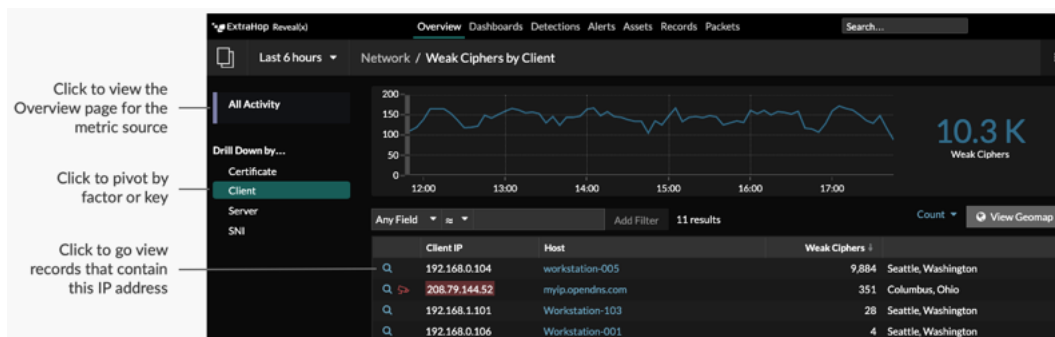 ExtraHop Reveal(x)
Overview Dashboards Detections Alerts Assets Records Packets
Search...
Last 6 hours
Network / Weak Ciphers by Client
Click to view the
Overview page for the
metric source
All Activity
Drill Down by...
Certificate
Click to pivot by
factor or key
Client
Server
SNI
Click to go view
records that contain
this IP address
200
150
100
50
0
12:00 13:00 14:00 15:00 16:00 17:00
10.3 K
Weak Ciphers
Any Field ≈ Add Filter 11 results Count View Geomap
Client IP Host Weak Ciphers ↓
192.168.0.104 workstation-005 9,884 Seattle, Washington
208.79.144.52 myip.opendns.com 351 Columbus, Ohio
192.168.1.101 Workstation-103 28 Seattle, Washington
192.168.0.106 Workstation-001 4 Seattle, Washington